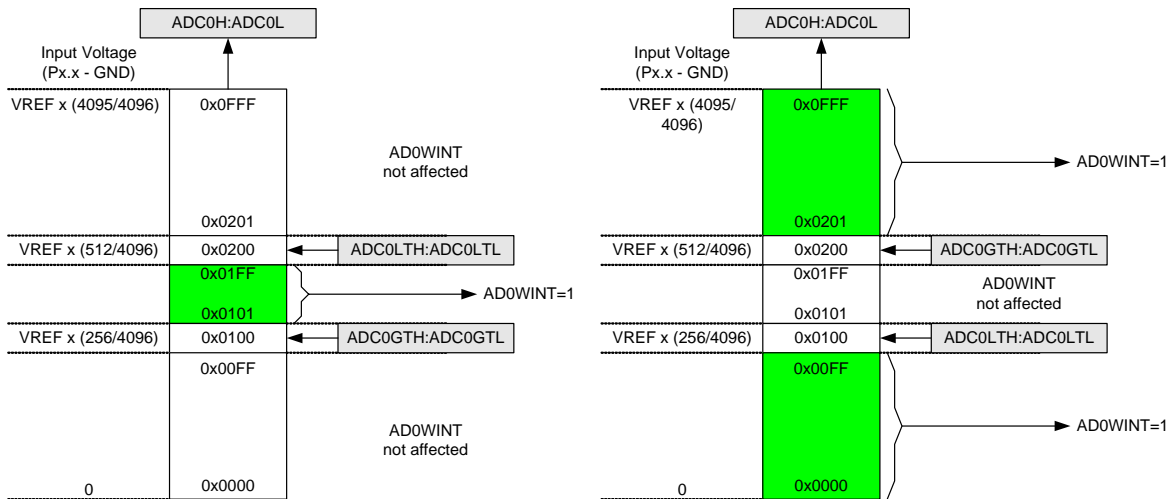 ADC0H:ADC0L
Input Voltage
(Px.x - GND)
VREF x (4095/4096)
0x0FFF
AD0WINT
not affected
0x0201
VREF x (512/4096)
0x0200
ADC0LTH:ADC0LTL
0x01FF
AD0WINT=1
0x0101
VREF x (256/4096)
0x0100
ADC0GTH:ADC0GTL
0x00FF
AD0WINT
not affected
0
0x0000
ADC0H:ADC0L
Input Voltage
(Px.x - GND)
VREF x (4095/
4096)
0x0FFF
AD0WINT=1
0x0201
VREF x (512/4096)
0x0200
ADC0GTH:ADC0GTL
0x01FF
AD0WINT
not affected
0x0101
VREF x (256/4096)
0x0100
ADC0LTH:ADC0LTL
0x00FF
AD0WINT=1
0
0x0000